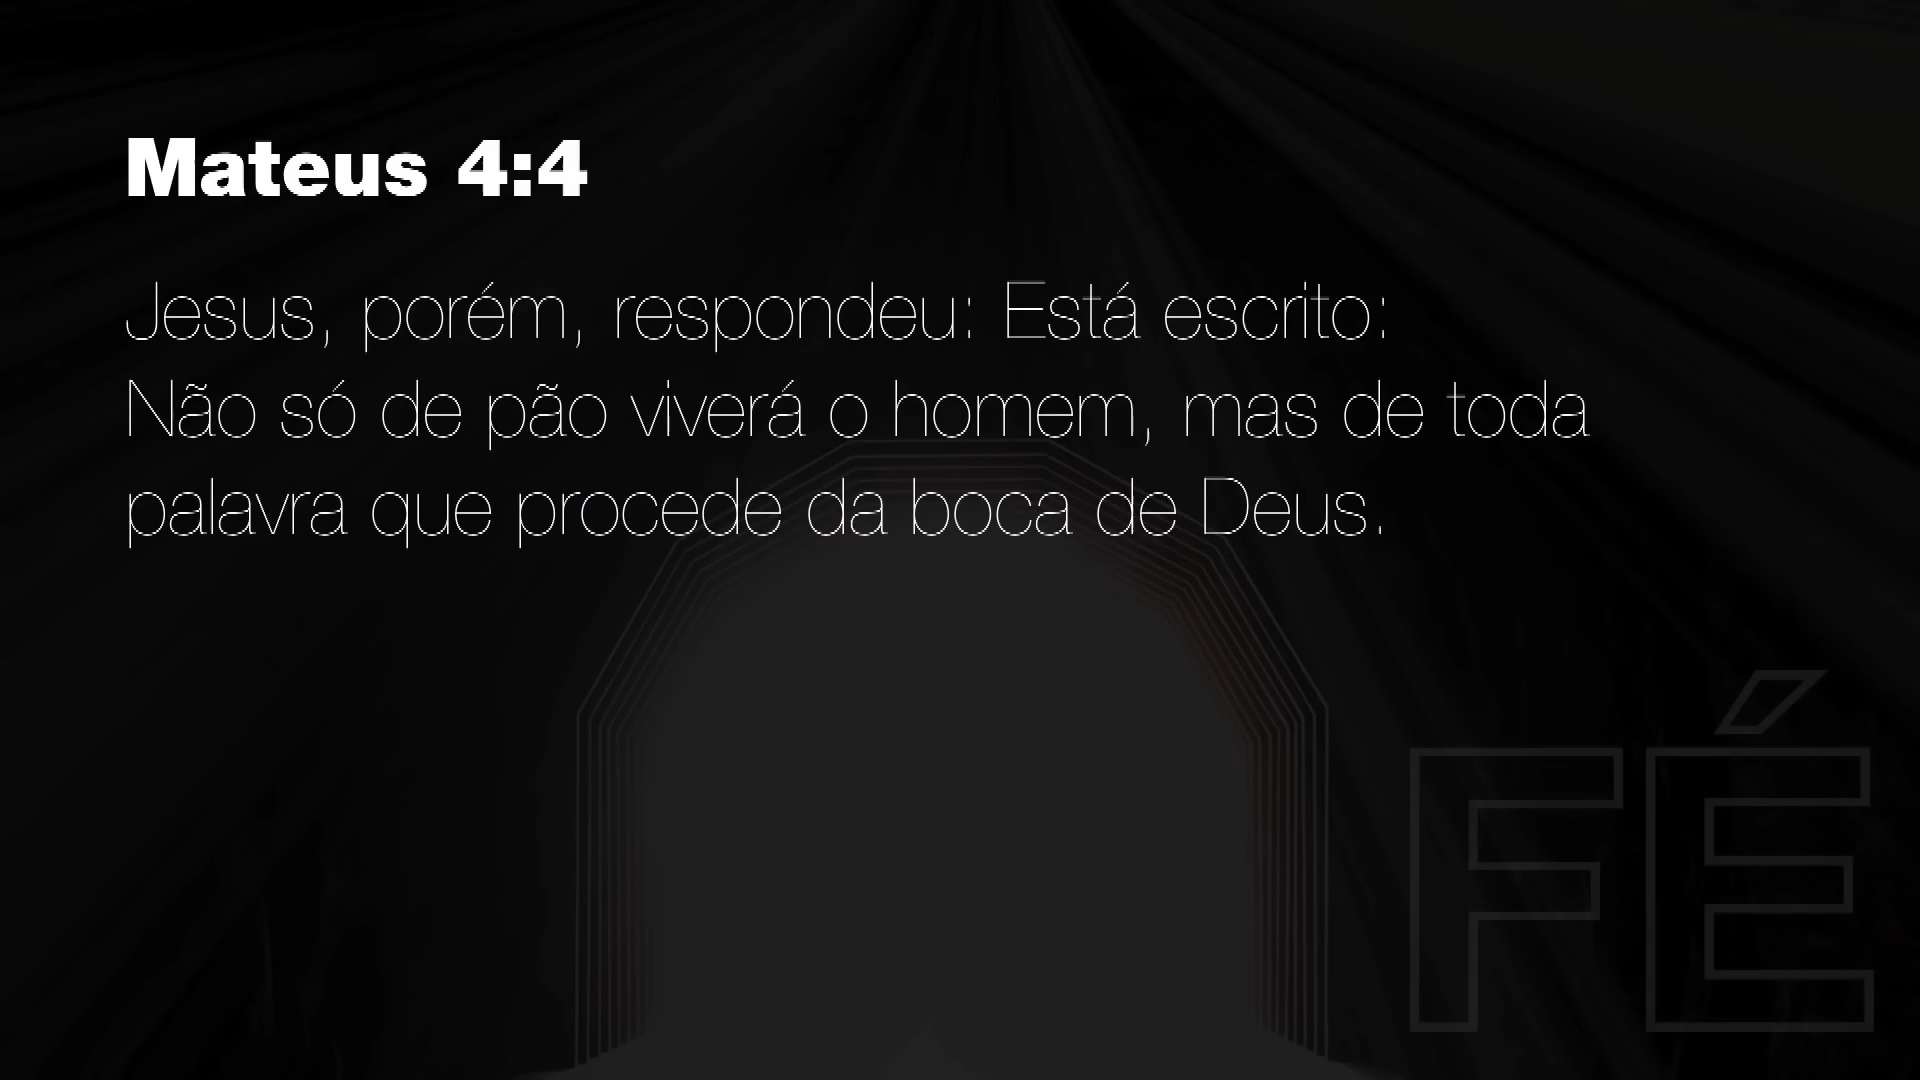 Mateus 4:4
Jesus, porém, respondeu: Está escrito:
Não só de pão viverá o homem, mas de toda
palavra que procede da boca de Deus.
FÉ